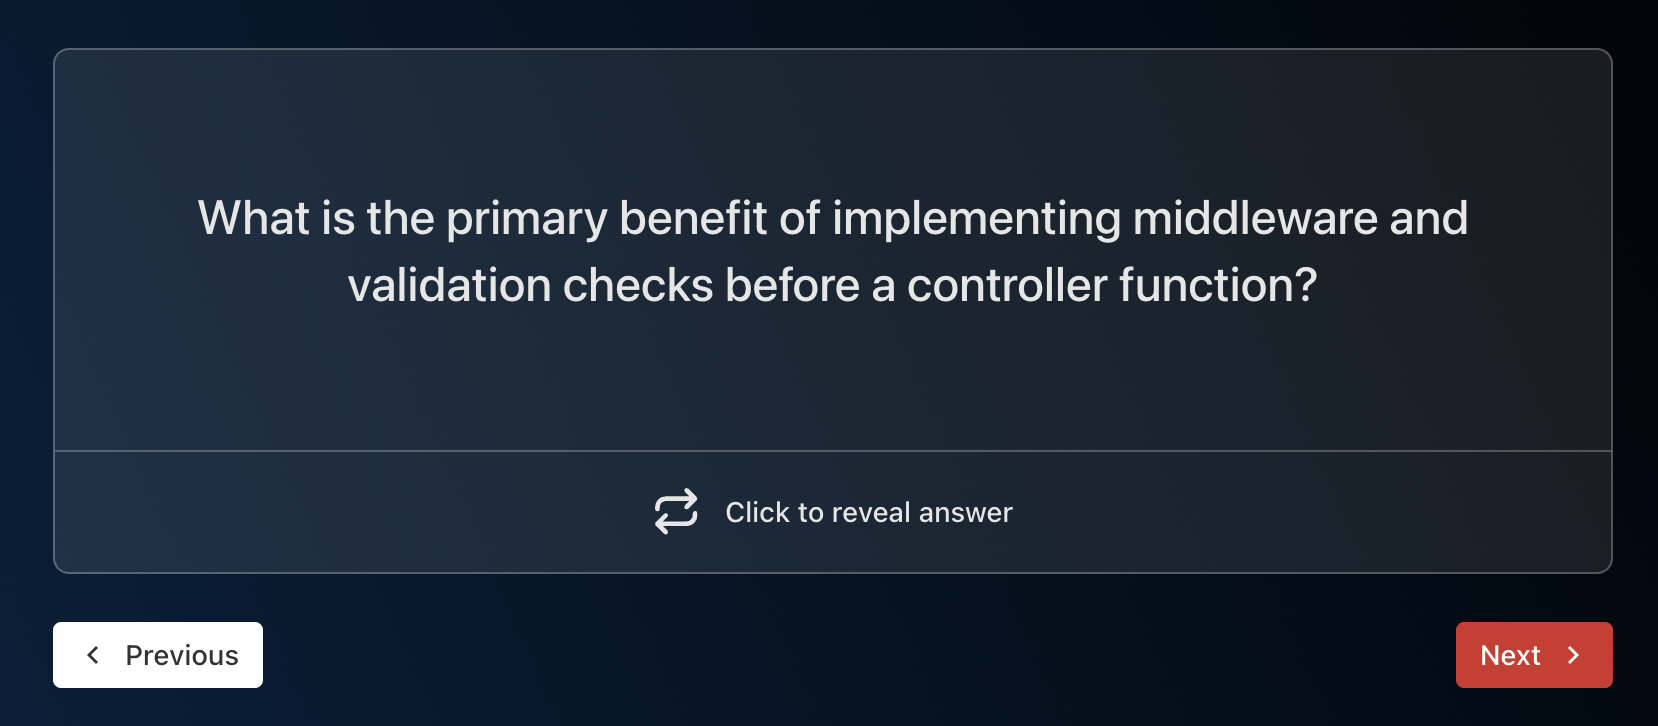 What is the primary benefit of implementing middleware and
validation checks before a controller function?
Click to reveal answer
Previous
Next